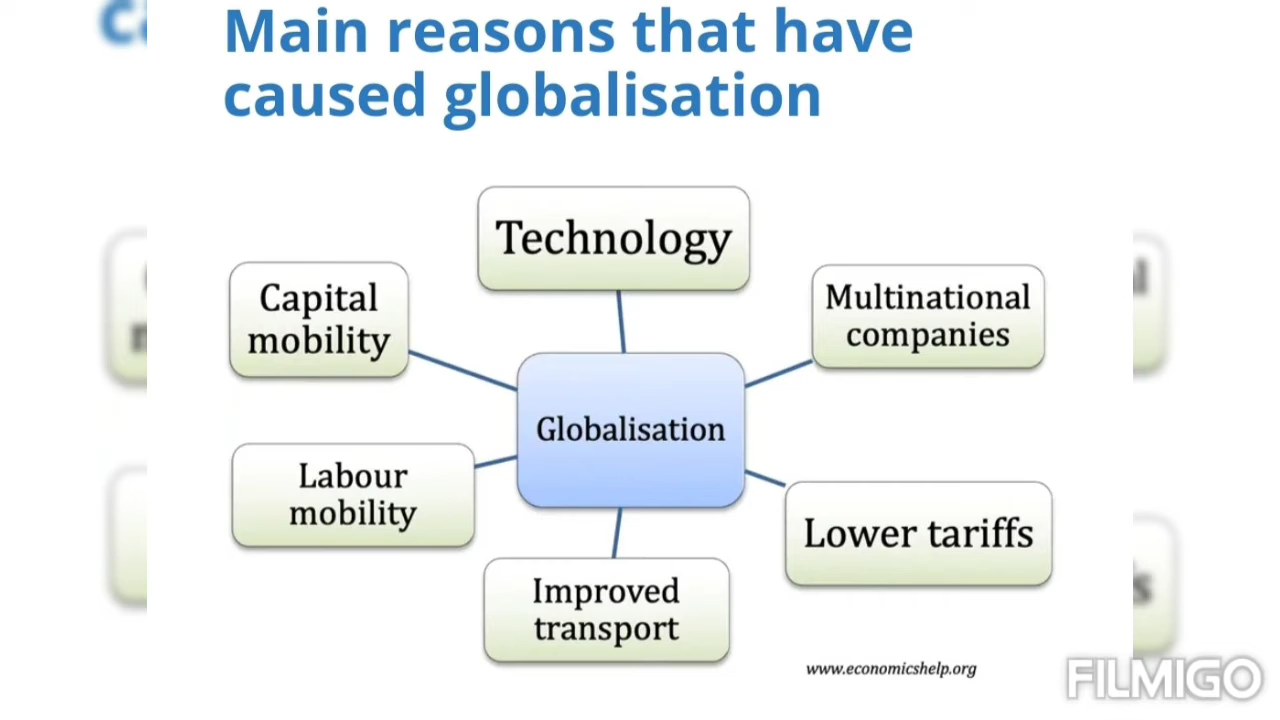 Main reasons that have
caused globalisation
Technology
Capital
mobility
Multinational
companies
Globalisation
Labour
mobility
Lower tariffs
Improved
transport
www.economicshelp.org
FILMIGO